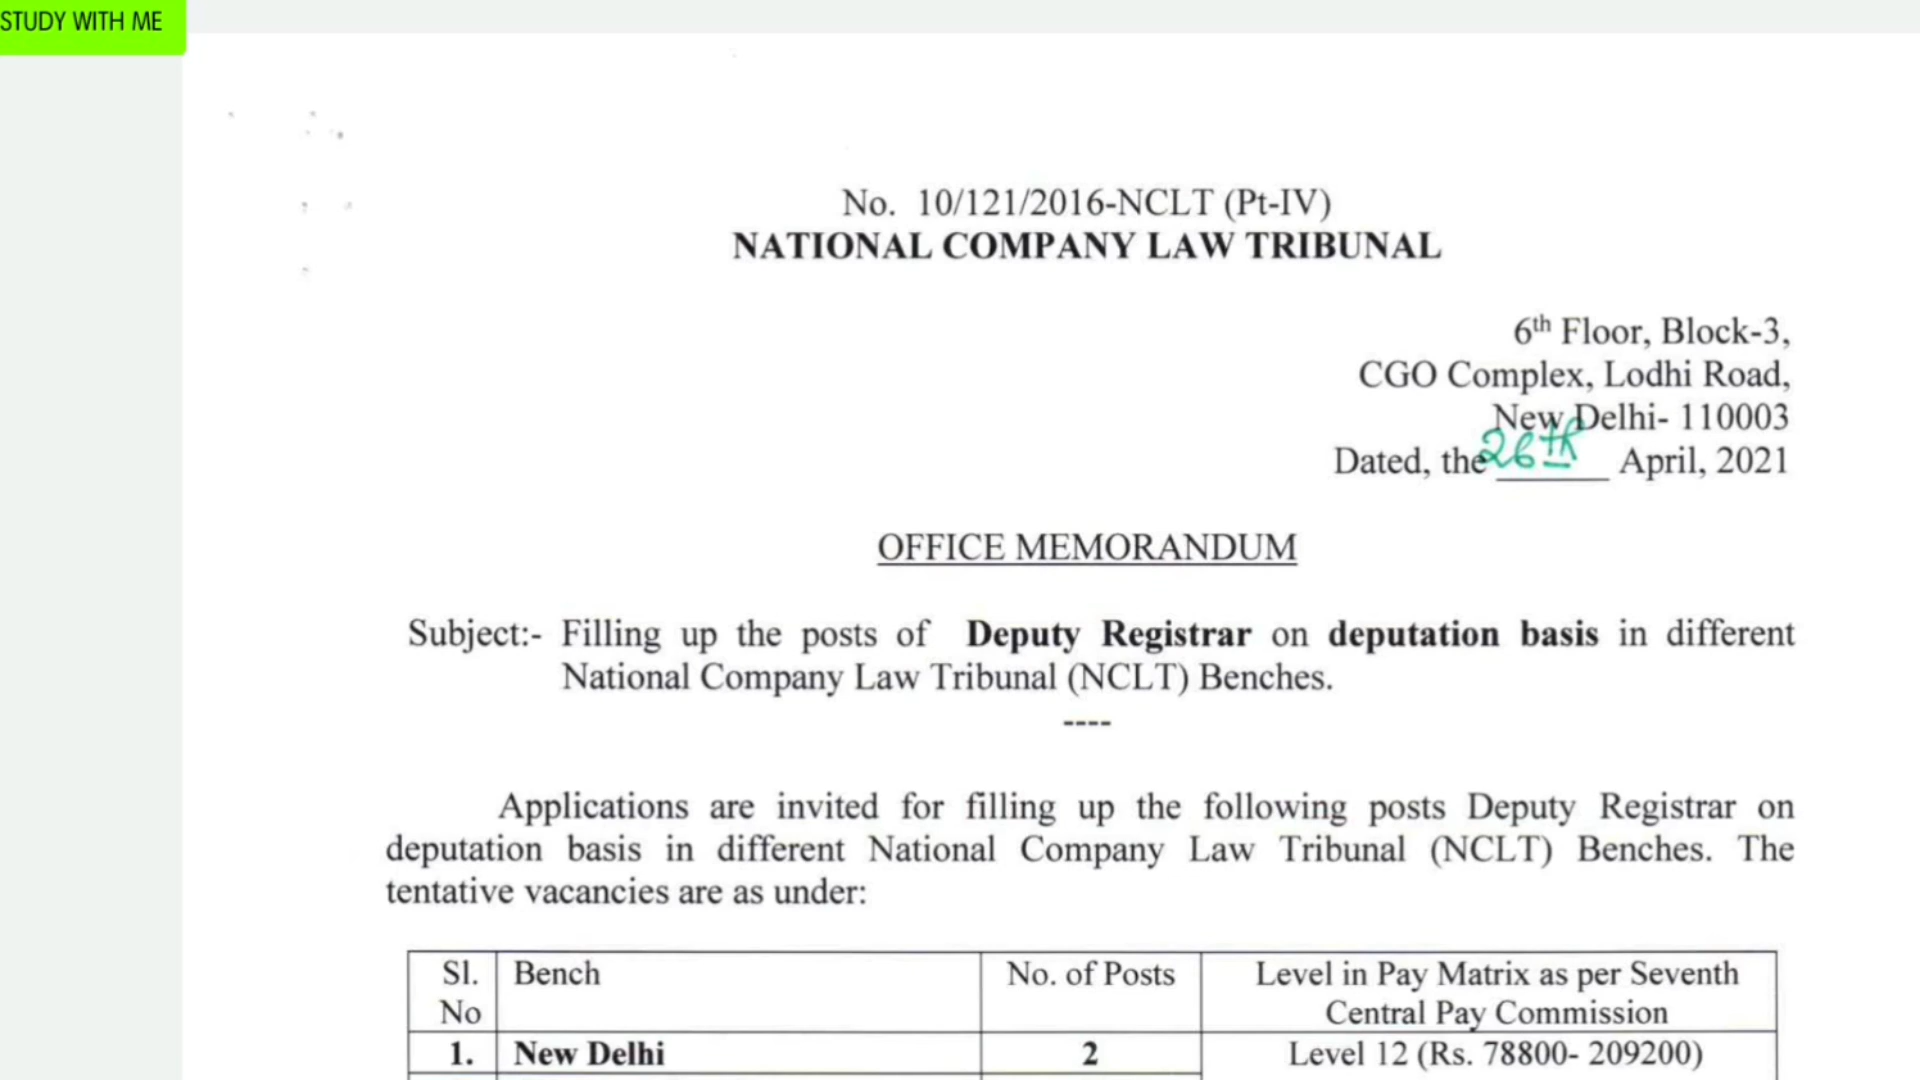 STUDY WITH ME
No. 10/121/2016-NCLT (Pt-IV)
NATIONAL COMPANY LAW TRIBUNAL
6th Floor, Block-3,
CGO Complex, Lodhi Road,
New Delhi- 110003
Dated, the 26th April, 2021
OFFICE MEMORANDUM
Subject:- Filling up the posts of Deputy Registrar on deputation basis in different
National Company Law Tribunal (NCLT) Benches.
----
Applications are invited for filling up the following posts Deputy Registrar on
deputation basis in different National Company Law Tribunal (NCLT) Benches. The
tentative vacancies are as under:
Sl. No Bench No. of Posts Level in Pay Matrix as per Seventh
Central Pay Commission
1. New Delhi 2 Level 12 (Rs. 78800- 209200)